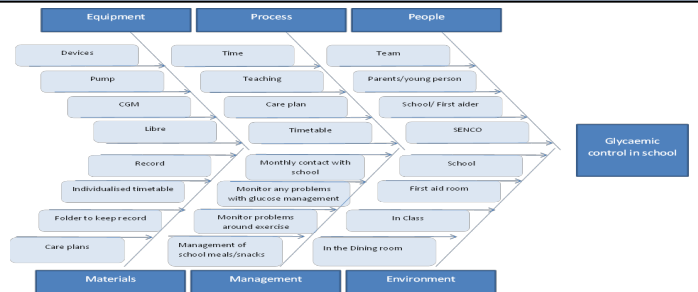 Equipment
Process
People
Devices
Time
Team
Pump
Teaching
Parents/young person
CGM
Care plan
School/ First aider
Libre
Timetable
SENCO
Glycaemic
control in school
Record
Monthly contact with
school
School
Individualised timetable
Monitor any problems
with glucose management
First aid room
Folder to keep record
Monitor problems
around exercise
In Class
Care plans
Management of
school meals/snacks
In the Dining room
Materials
Management
Environment